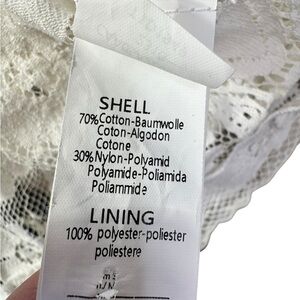 SHELL
70%Cotton-Baumwolle
Coton-Algodon
Cotone
30%Nylon-Polyamid
Polyamide-Poliamida
Poliammide
LINING
100% polyester-poliester
poliestere